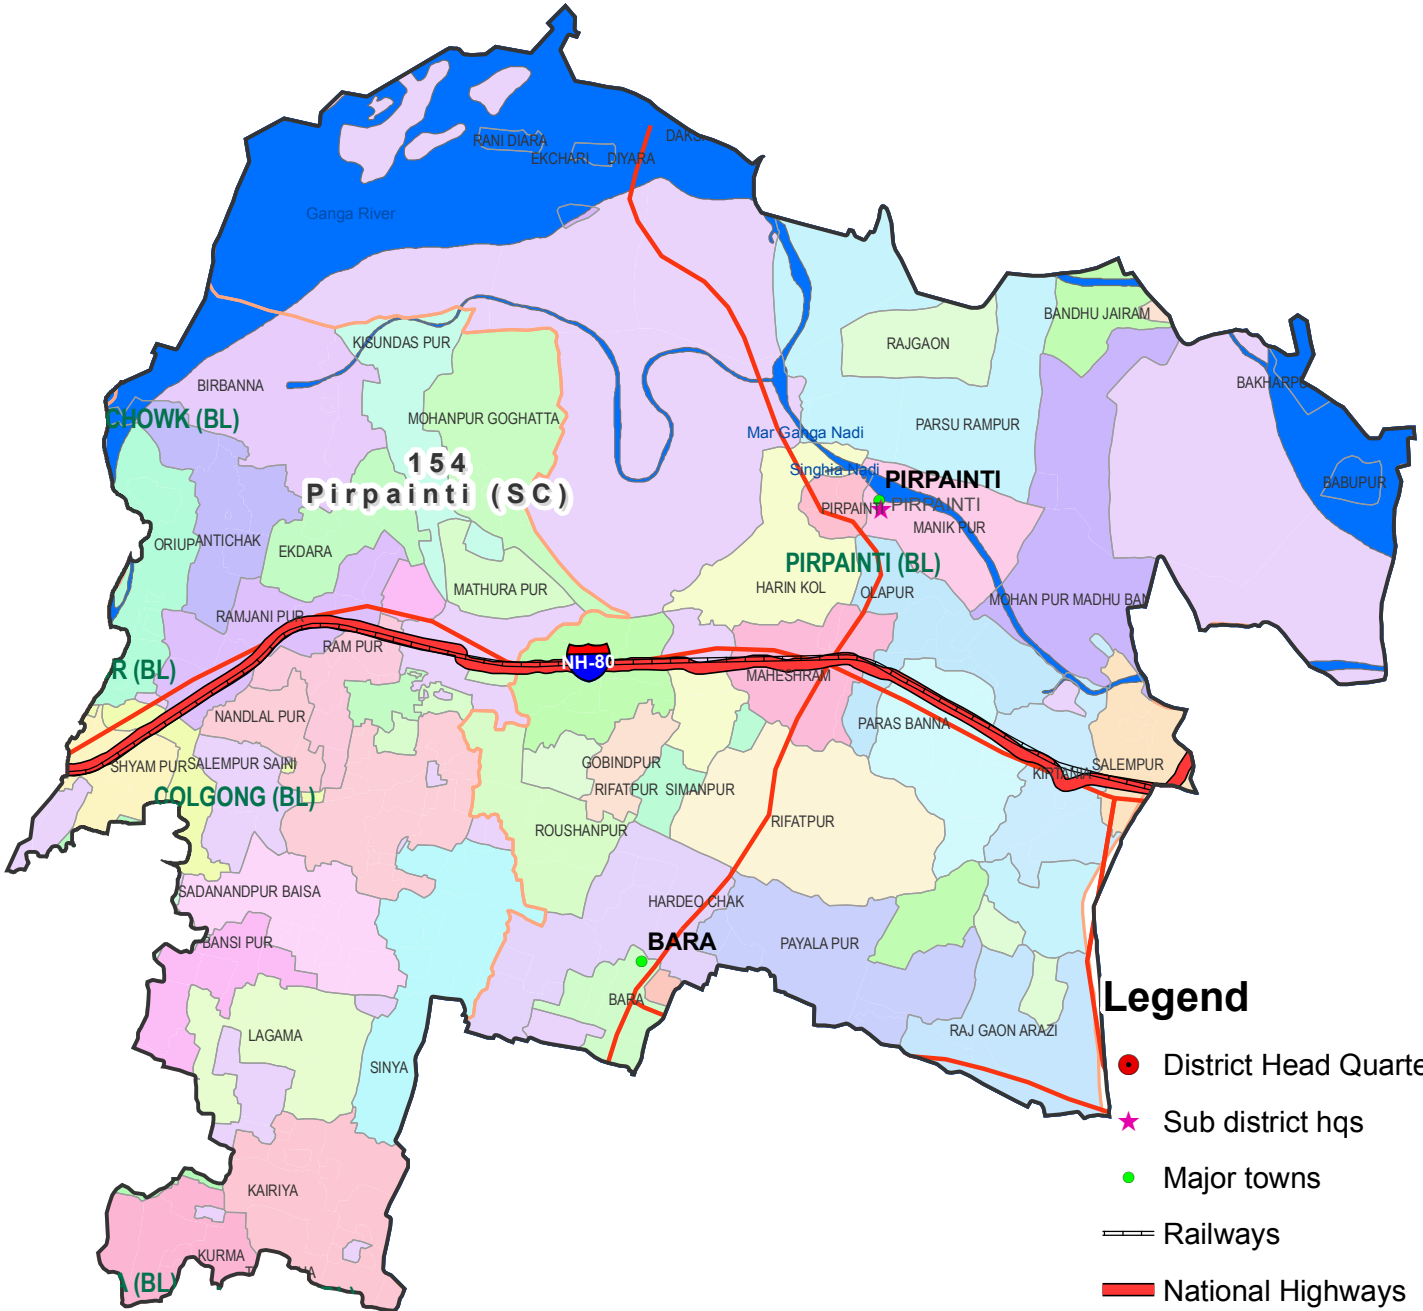 RANI DIARA
EKCHARI
DIYARA
Ganga River
KISUNDAS PUR
BANDHU JAIRAM
RAJGAON
BIRBANNA
CHOWK (BL)
MOHANPUR GOGHATTA
PARSU RAMPUR
Mar Ganga Nadi
154
Pirpainti (SC)
Singhia Nadi
PIRPAINTI
PIRPAINTI
PIRPAINTI
MANIK PUR
BABUPUR
ORIUP
ANTICHAK
EKDARA
PIRPAINTI (BL)
MATHURA PUR
HARIN KOL
OLAPUR
MOHAN PUR MADHU BAN
RAMJANI PUR
RAM PUR
NH-80
R (BL)
MAHESHRAM
NANDLAL PUR
PARAS BANNA
SHYAM PUR
SALEMPUR SAINI
GOBINDPUR
KIRTANIA
SALEMPUR
COLGONG (BL)
RIFATPUR
SIMANPUR
RIFATPUR
ROUSHANPUR
SADANANDPUR BAISA
HARDEO CHAK
BANSI PUR
BARA
PAYALA PUR
BARA
LAGAMA
RAJ GAON ARAZI
SINYA
KAIRIYA
KURMA
(BL)
Legend
District Head Quarte
Sub district hqs
Major towns
Railways
National Highways